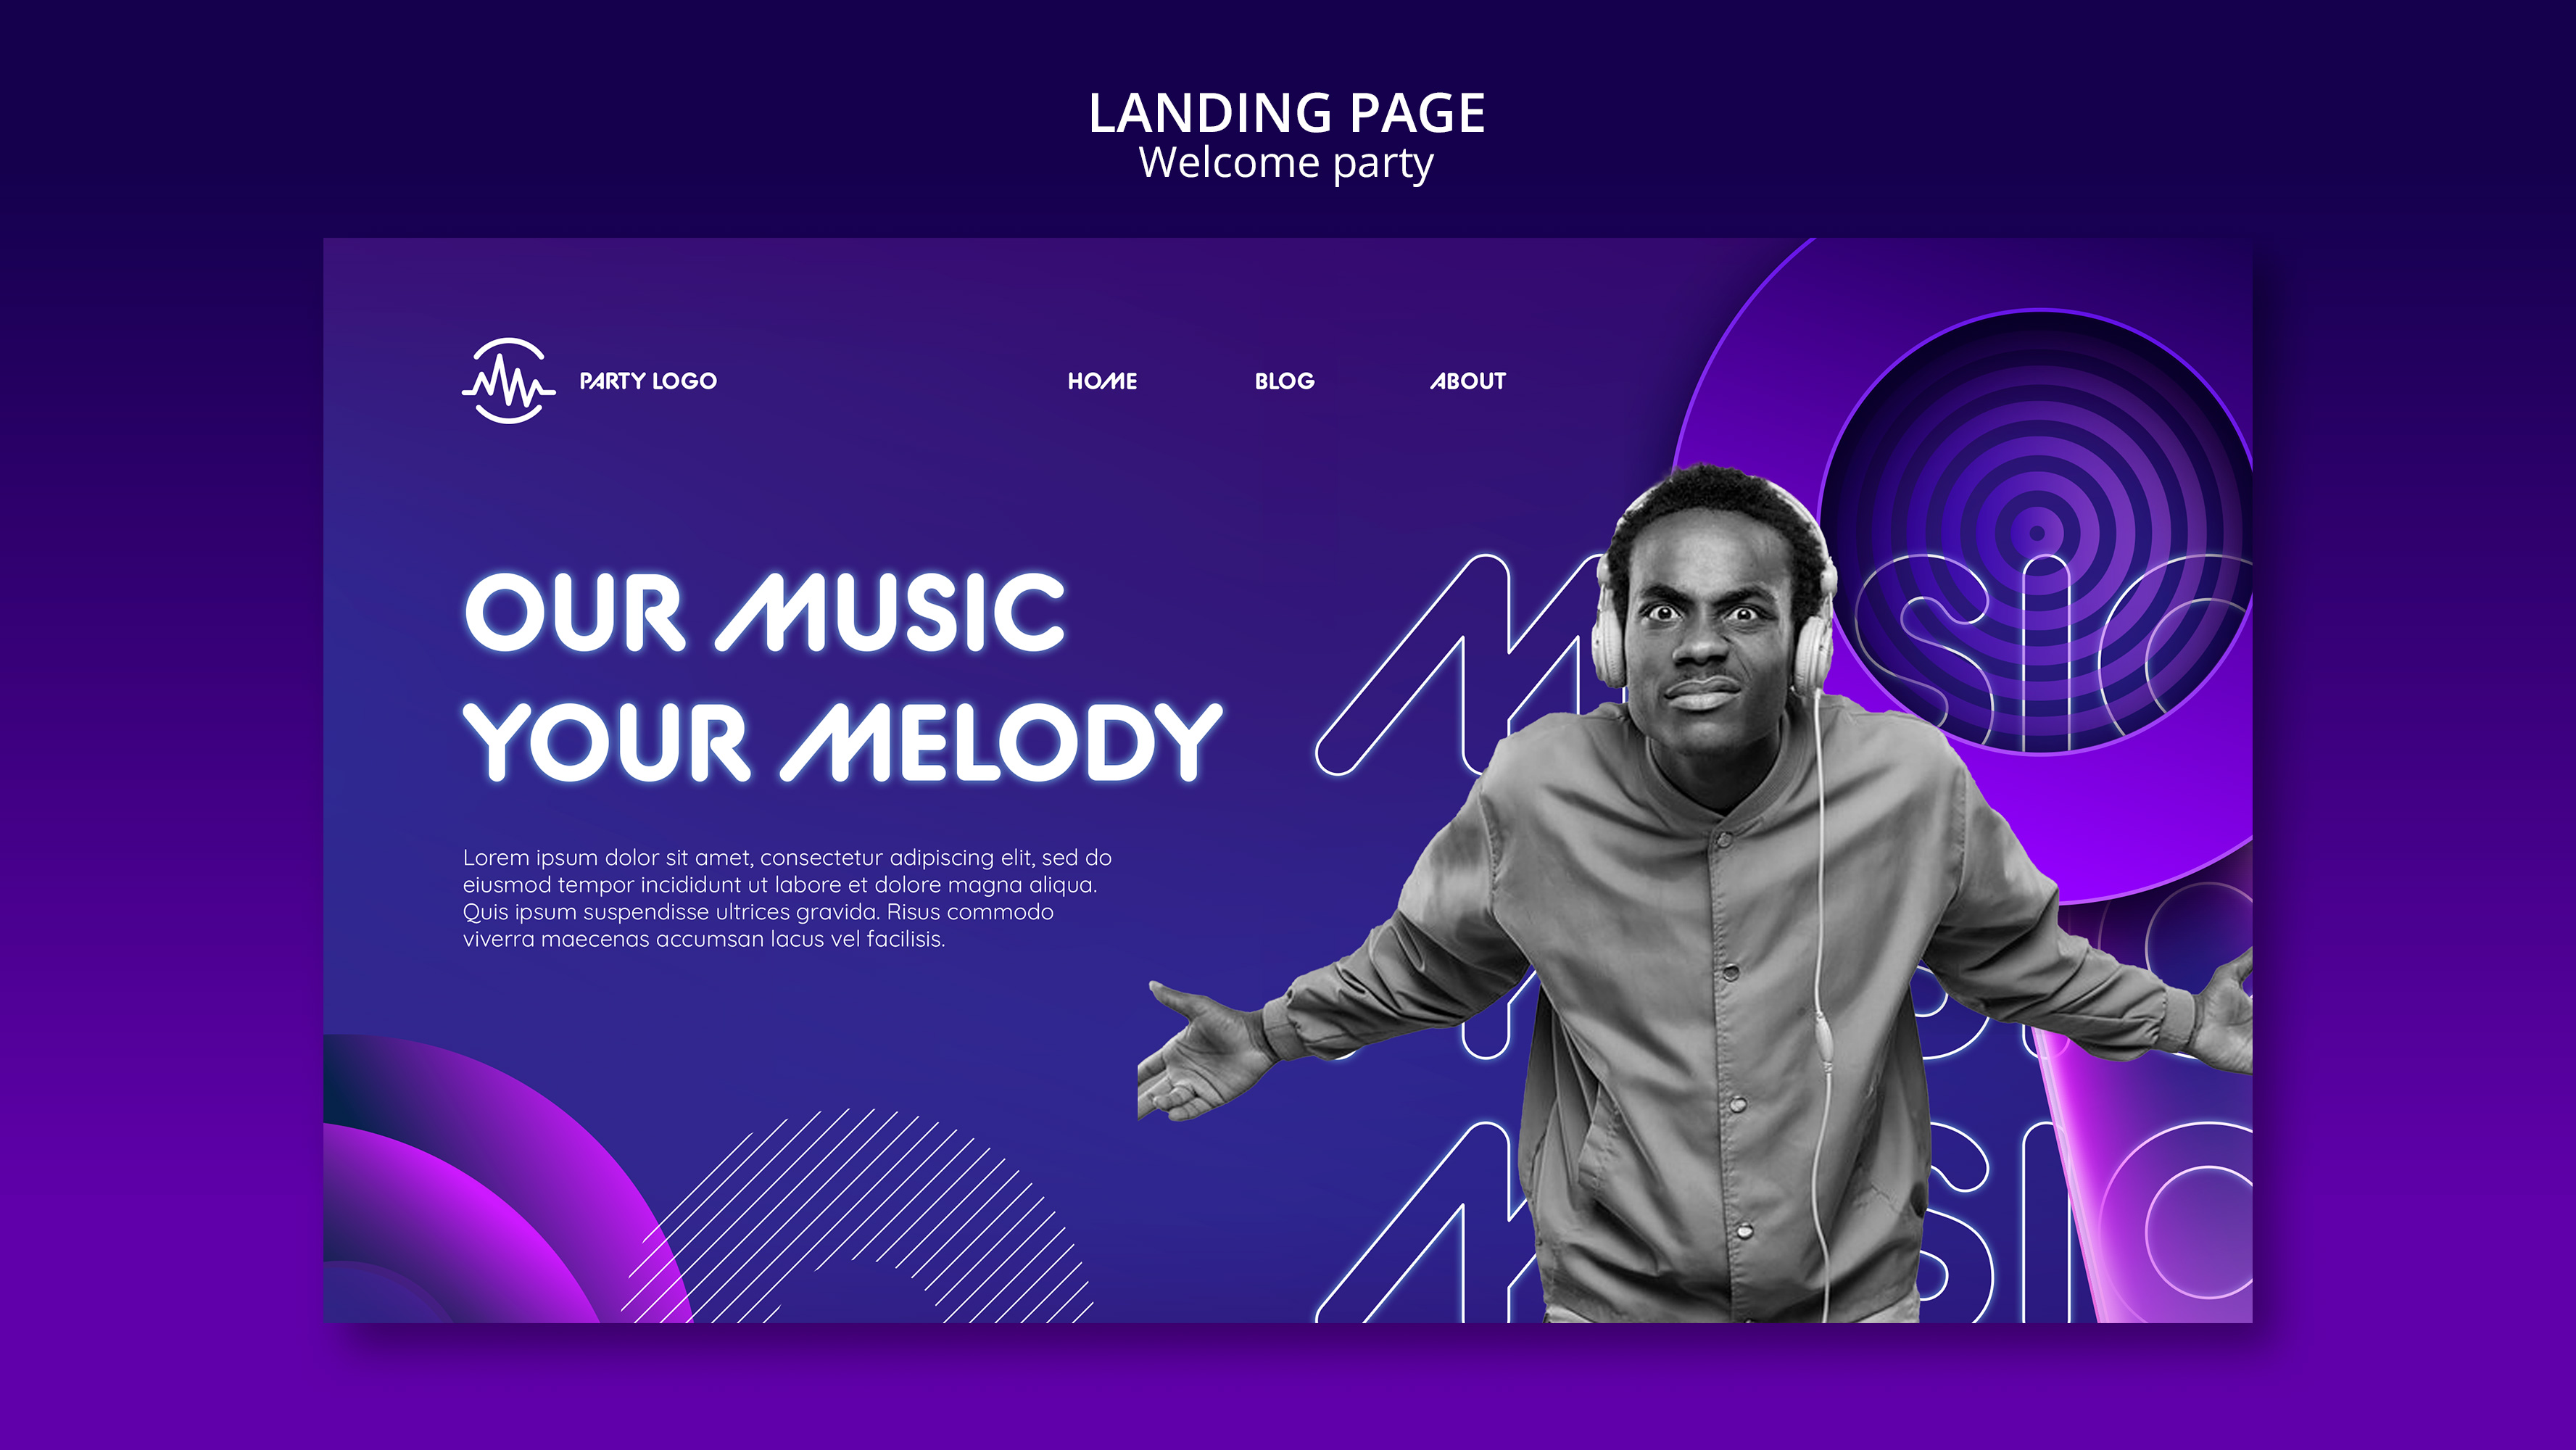 LANDING PAGE
Welcome party
PARTY LOGO
HOME
BLOG
ABOUT
OUR MUSIC
YOUR MELODY
Lorem ipsum dolor sit amet, consectetur adipiscing elit, sed do
eiusmod tempor incididunt ut labore et dolore magna aliqua.
Quis ipsum suspendisse ultrices gravida. Risus commodo
viverra maecenas accumsan lacus vel facilisis.